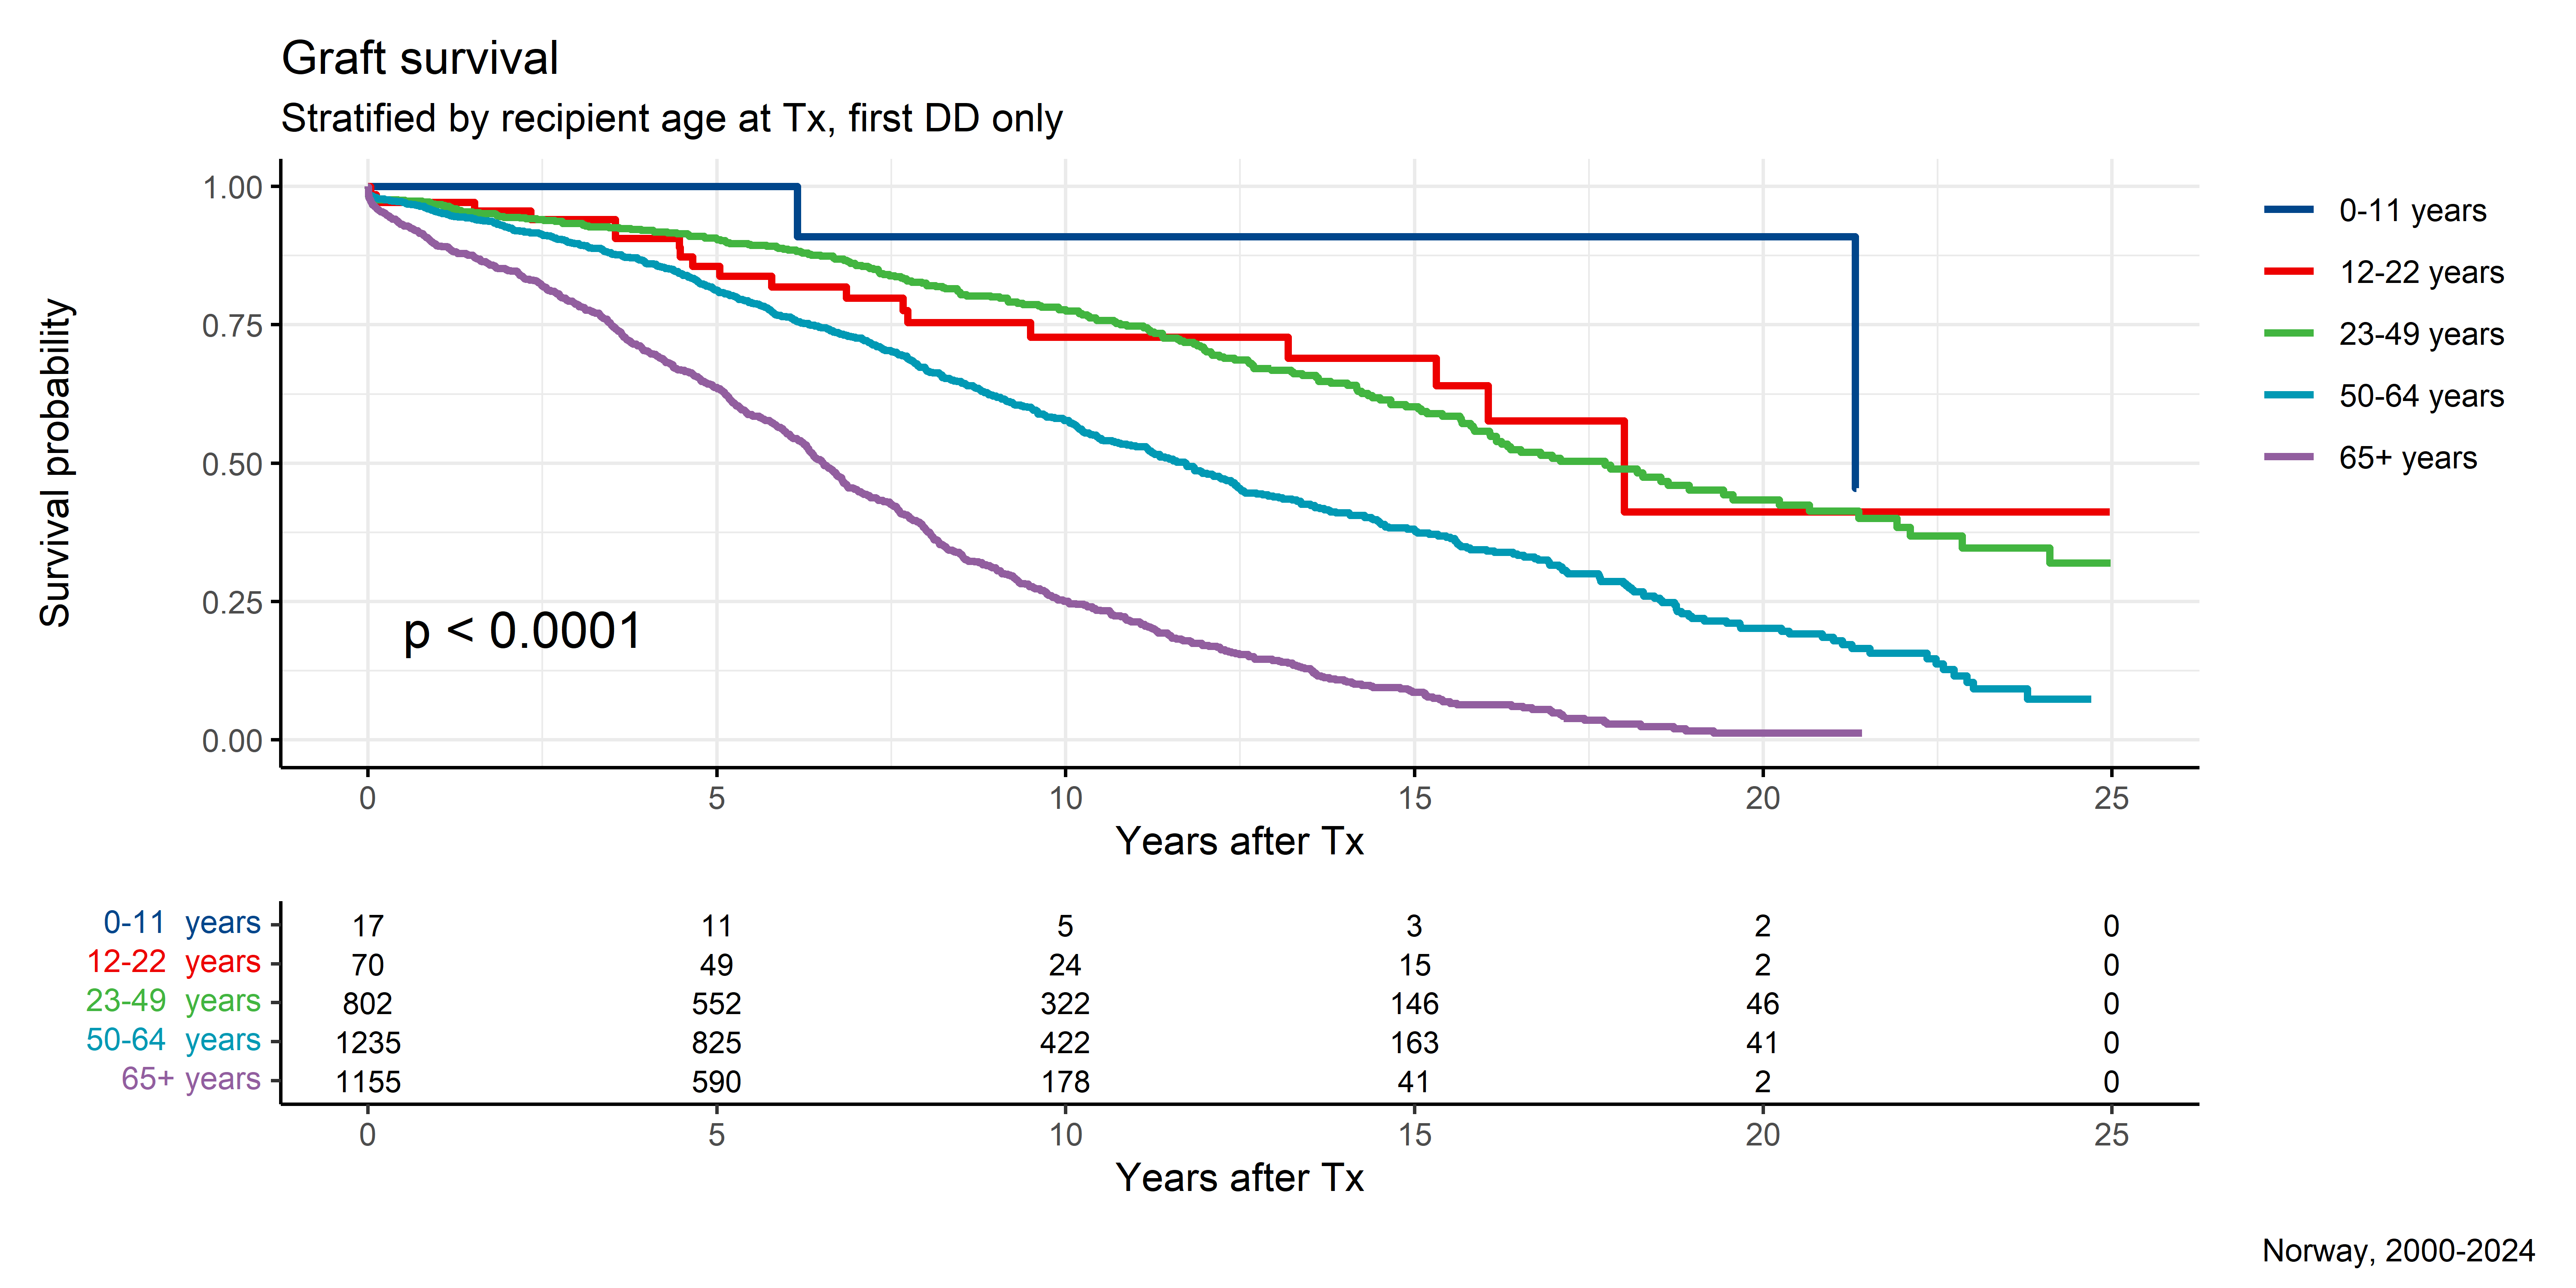 Graft survival
Stratified by recipient age at Tx, first DD only
Survival probability
1.00
0.75
0.50
0.25
0.00
p < 0.0001
0 5 10 15 20 25
Years after Tx
0-11 years
12-22 years
23-49 years
50-64 years
65+ years
0-11 years 17 11 5 3 2 0
12-22 years 70 49 24 15 2 0
23-49 years 802 552 322 146 46 0
50-64 years 1235 825 422 163 41 0
65+ years 1155 590 178 41 2 0
0 5 10 15 20 25
Years after Tx
Norway, 2000-2024